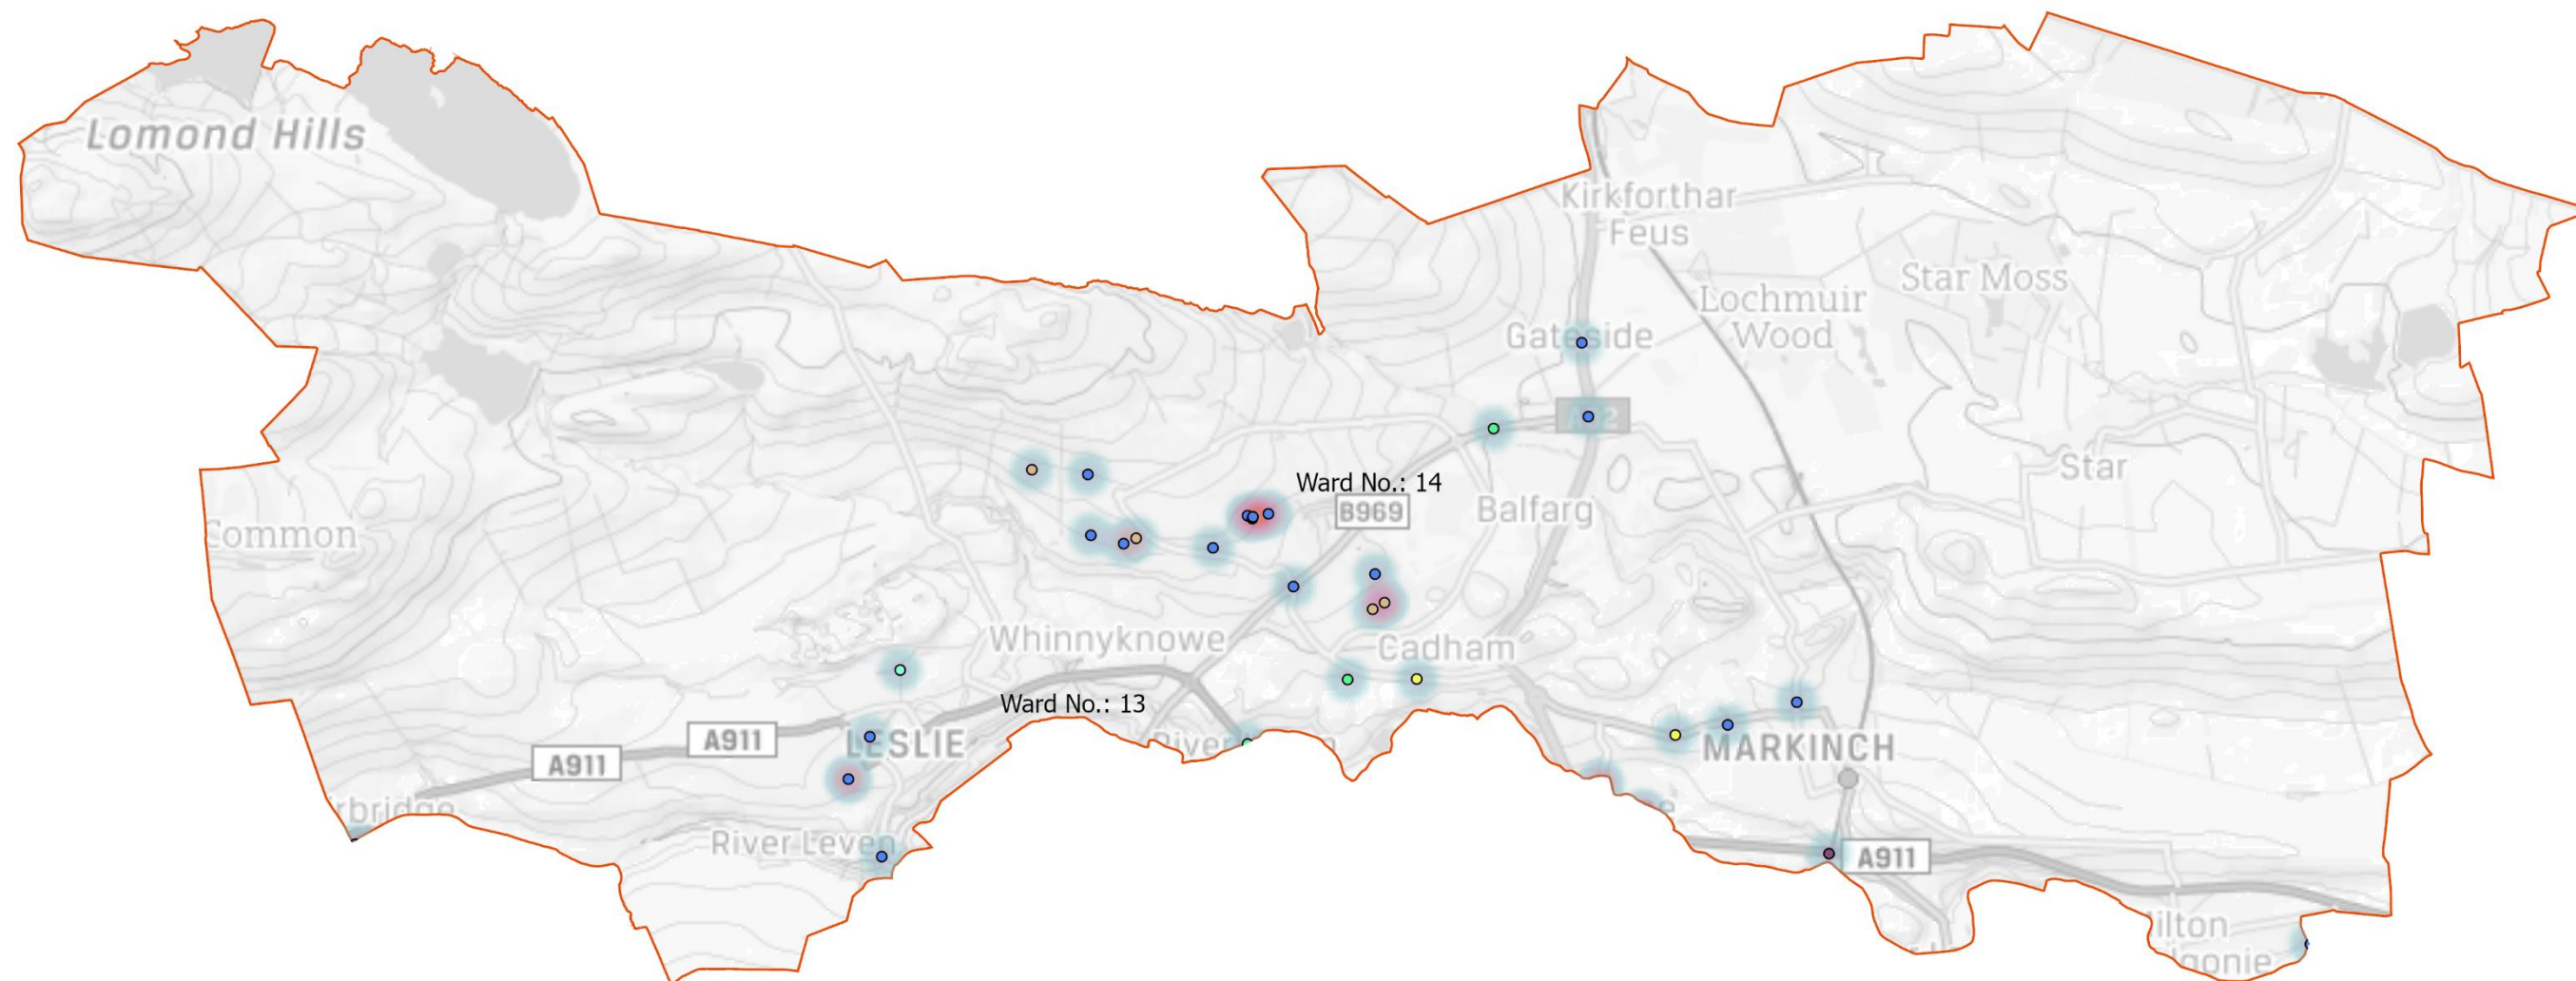 Lomond Hills
Kirkforthar
Feus
Star Moss
Lochmuir
Wood
Gateside
Star
Ward No.: 14
B969
Balfarg
Common
Whinnyknowe
Cadham
Ward No.: 13
A911
LESLIE
River
MARKINCH
A911
River Leven
A911